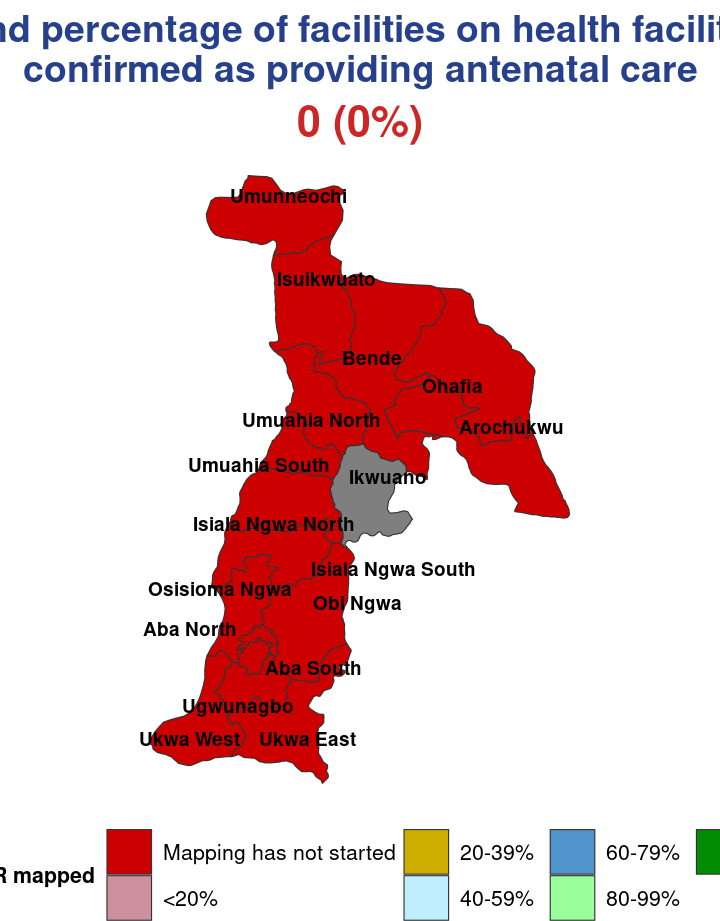 percentage of facilities on health
confirmed as providing antenatal care
0 (0%)
Umunneochi
Isuikwuato
Bende
Ohafia
Umuahia North
Arochukwu
Umuahia South
Ikwuano
Isiala Ngwa North
Isiala Ngwa South
Osisioma Ngwa
Obi Ngwa
Aba North
Aba South
Ugwunagbo
Ukwa West
Ukwa East
R mapped
Mapping has not started
20-39%
60-79%
<20%
40-59%
80-99%